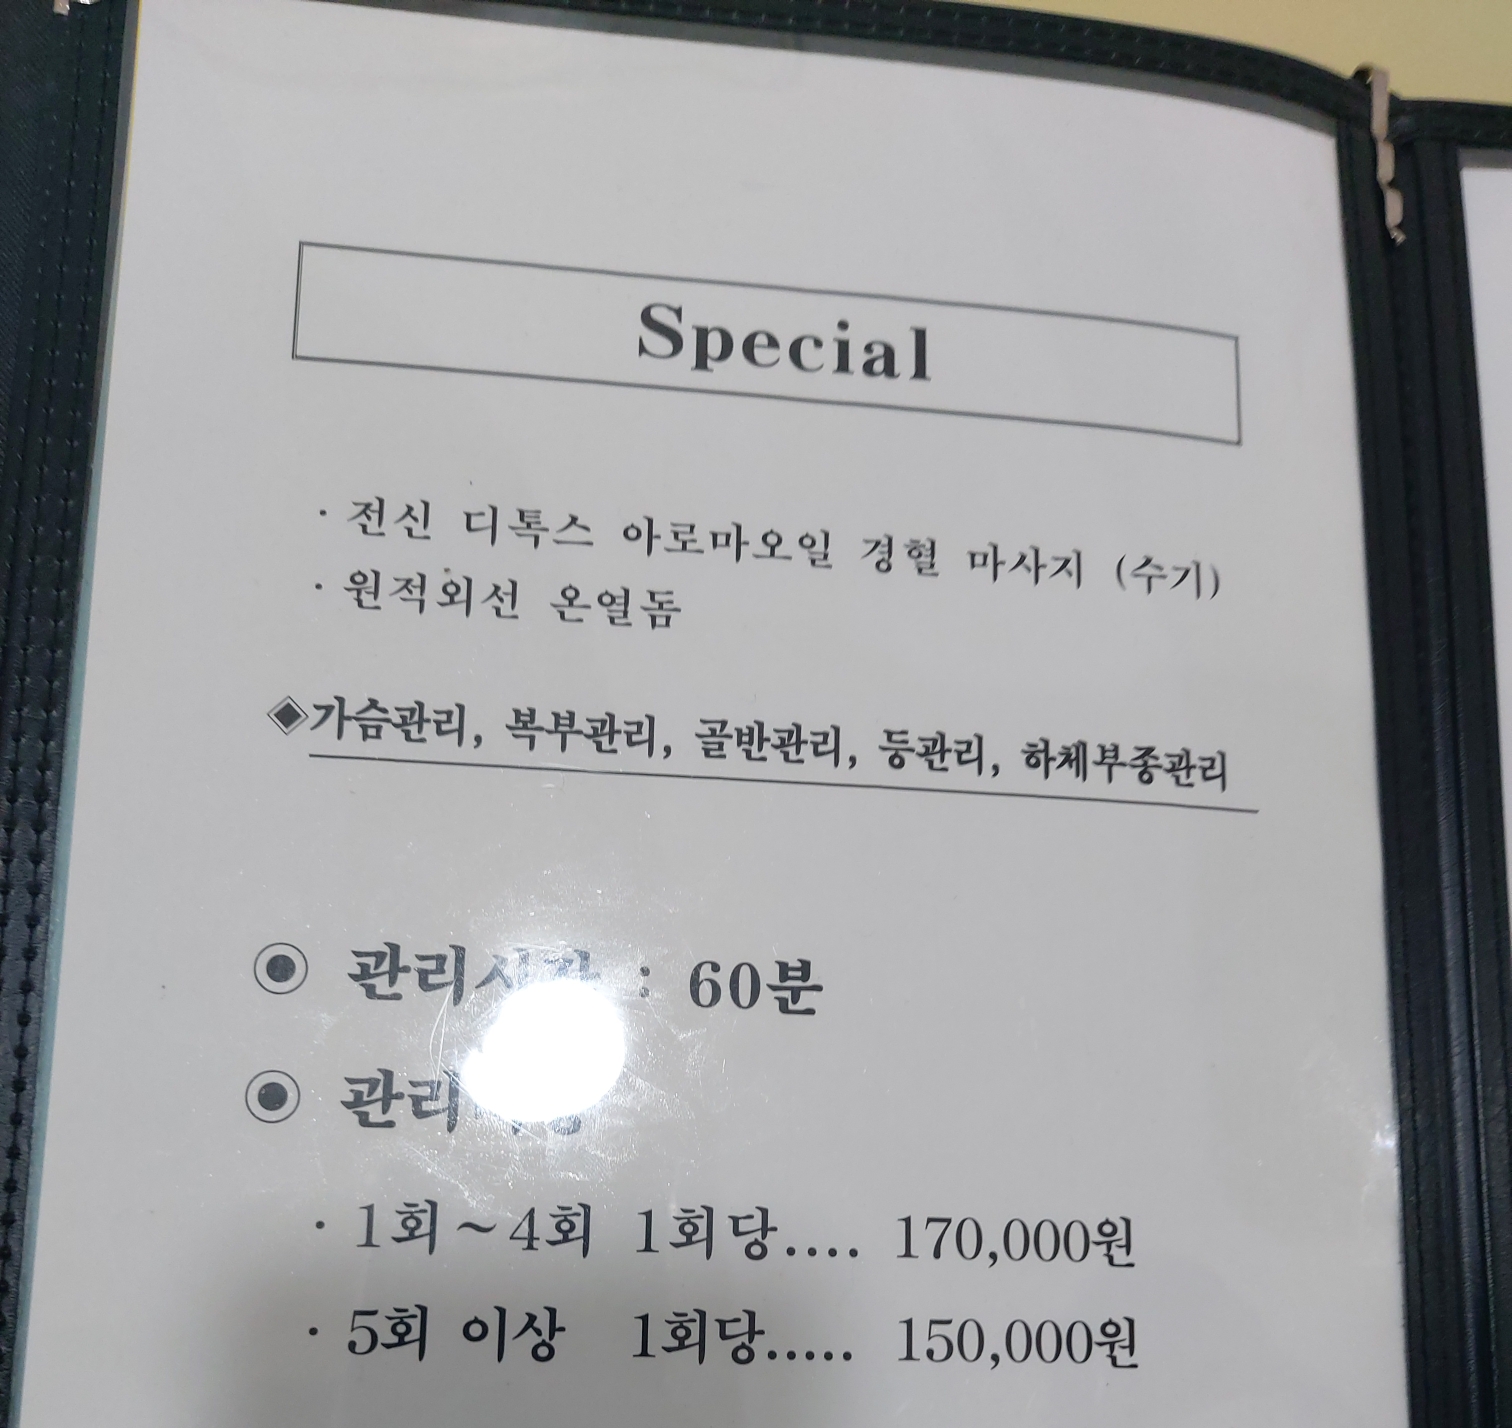 Special
· 전신 디톡스 아로마오일 경혈 마사지 (수기)
· 원적외선 온열돔
◈가슴관리, 복부관리, 골반관리, 등관리, 하체부종관리
◉ 관리시간 : 60분
◉ 관리
· 1회~4회 1회당.... 170,000원
· 5회 이상 1회당..... 150,000원